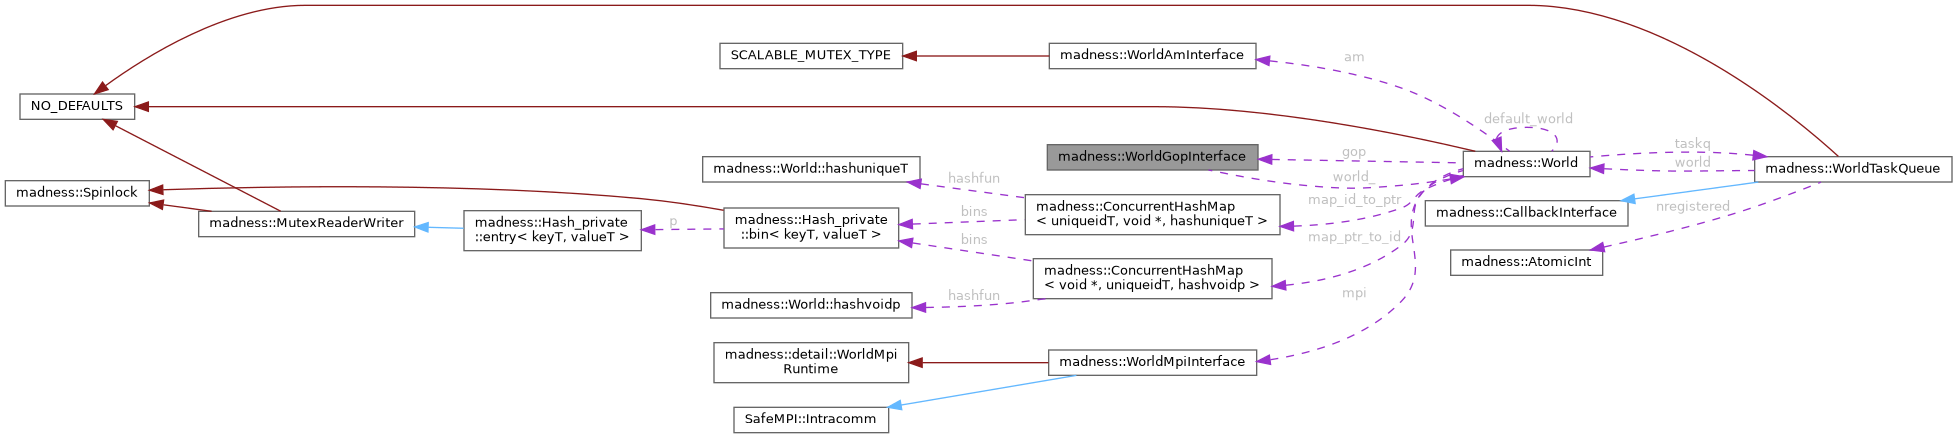 SCALABLE_MUTEX_TYPE
madness::WorldAmInterface
am
NO_DEFAULTS
default_world
madness::World::hashuniqueT
madness::WorldGopInterface
gop
madness::World
taskq
world
madness::WorldTaskQueue
madness::Spinlock
hashfun
world_
madness::MutexReaderWriter
madness::Hash_private
::entry< keyT, valueT >
p
madness::Hash_private
::bin< keyT, valueT >
bins
madness::ConcurrentHashMap
< uniqueidT, void *, hashuniqueT >
map_id_to_ptr
madness::CallbackInterface
nregistered
bins
map_ptr_to_id
madness::AtomicInt
madness::ConcurrentHashMap
< void *, uniqueidT, hashvoidp >
madness::World::hashvoidp
hashfun
mpi
madness::detail::WorldMpi
Runtime
madness::WorldMpiInterface
SafeMPI::Intracomm